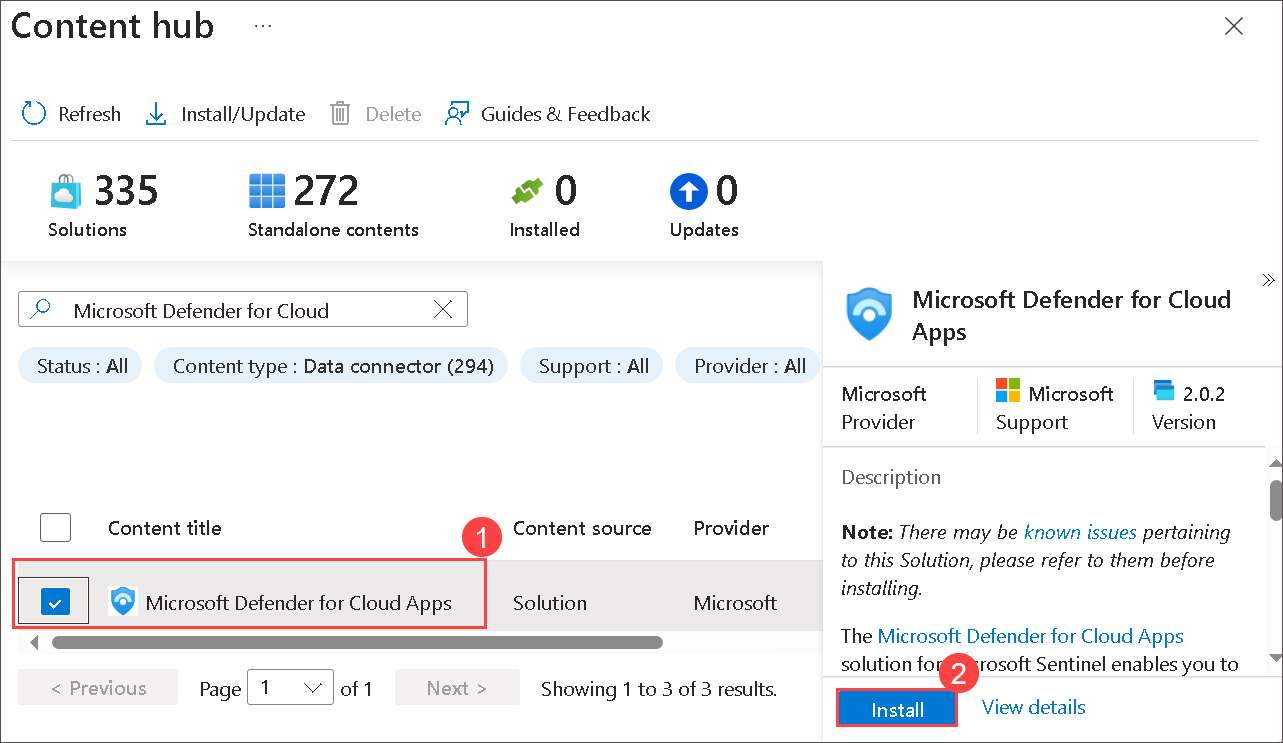 Content hub ...
Refresh Install/Update Delete Guides & Feedback
335 272 0 0
Solutions Standalone contents Installed Updates
Microsoft Defender for Cloud
Status : All Content type : Data connector (294) Support : All Provider : All
Content title Content source Provider
1
Microsoft Defender for Cloud Apps Solution Microsoft
< Previous Page 1 of 1 Next > Showing 1 to 3 of 3 results.
Microsoft Defender for Cloud
Apps
Microsoft Microsoft 2.0.2
Provider Support Version
Description
Note: There may be known issues pertaining
to this Solution, please refer to them before
installing.
The Microsoft Defender for Cloud Apps
solution for Microsoft Sentinel enables you to
2
Install View details